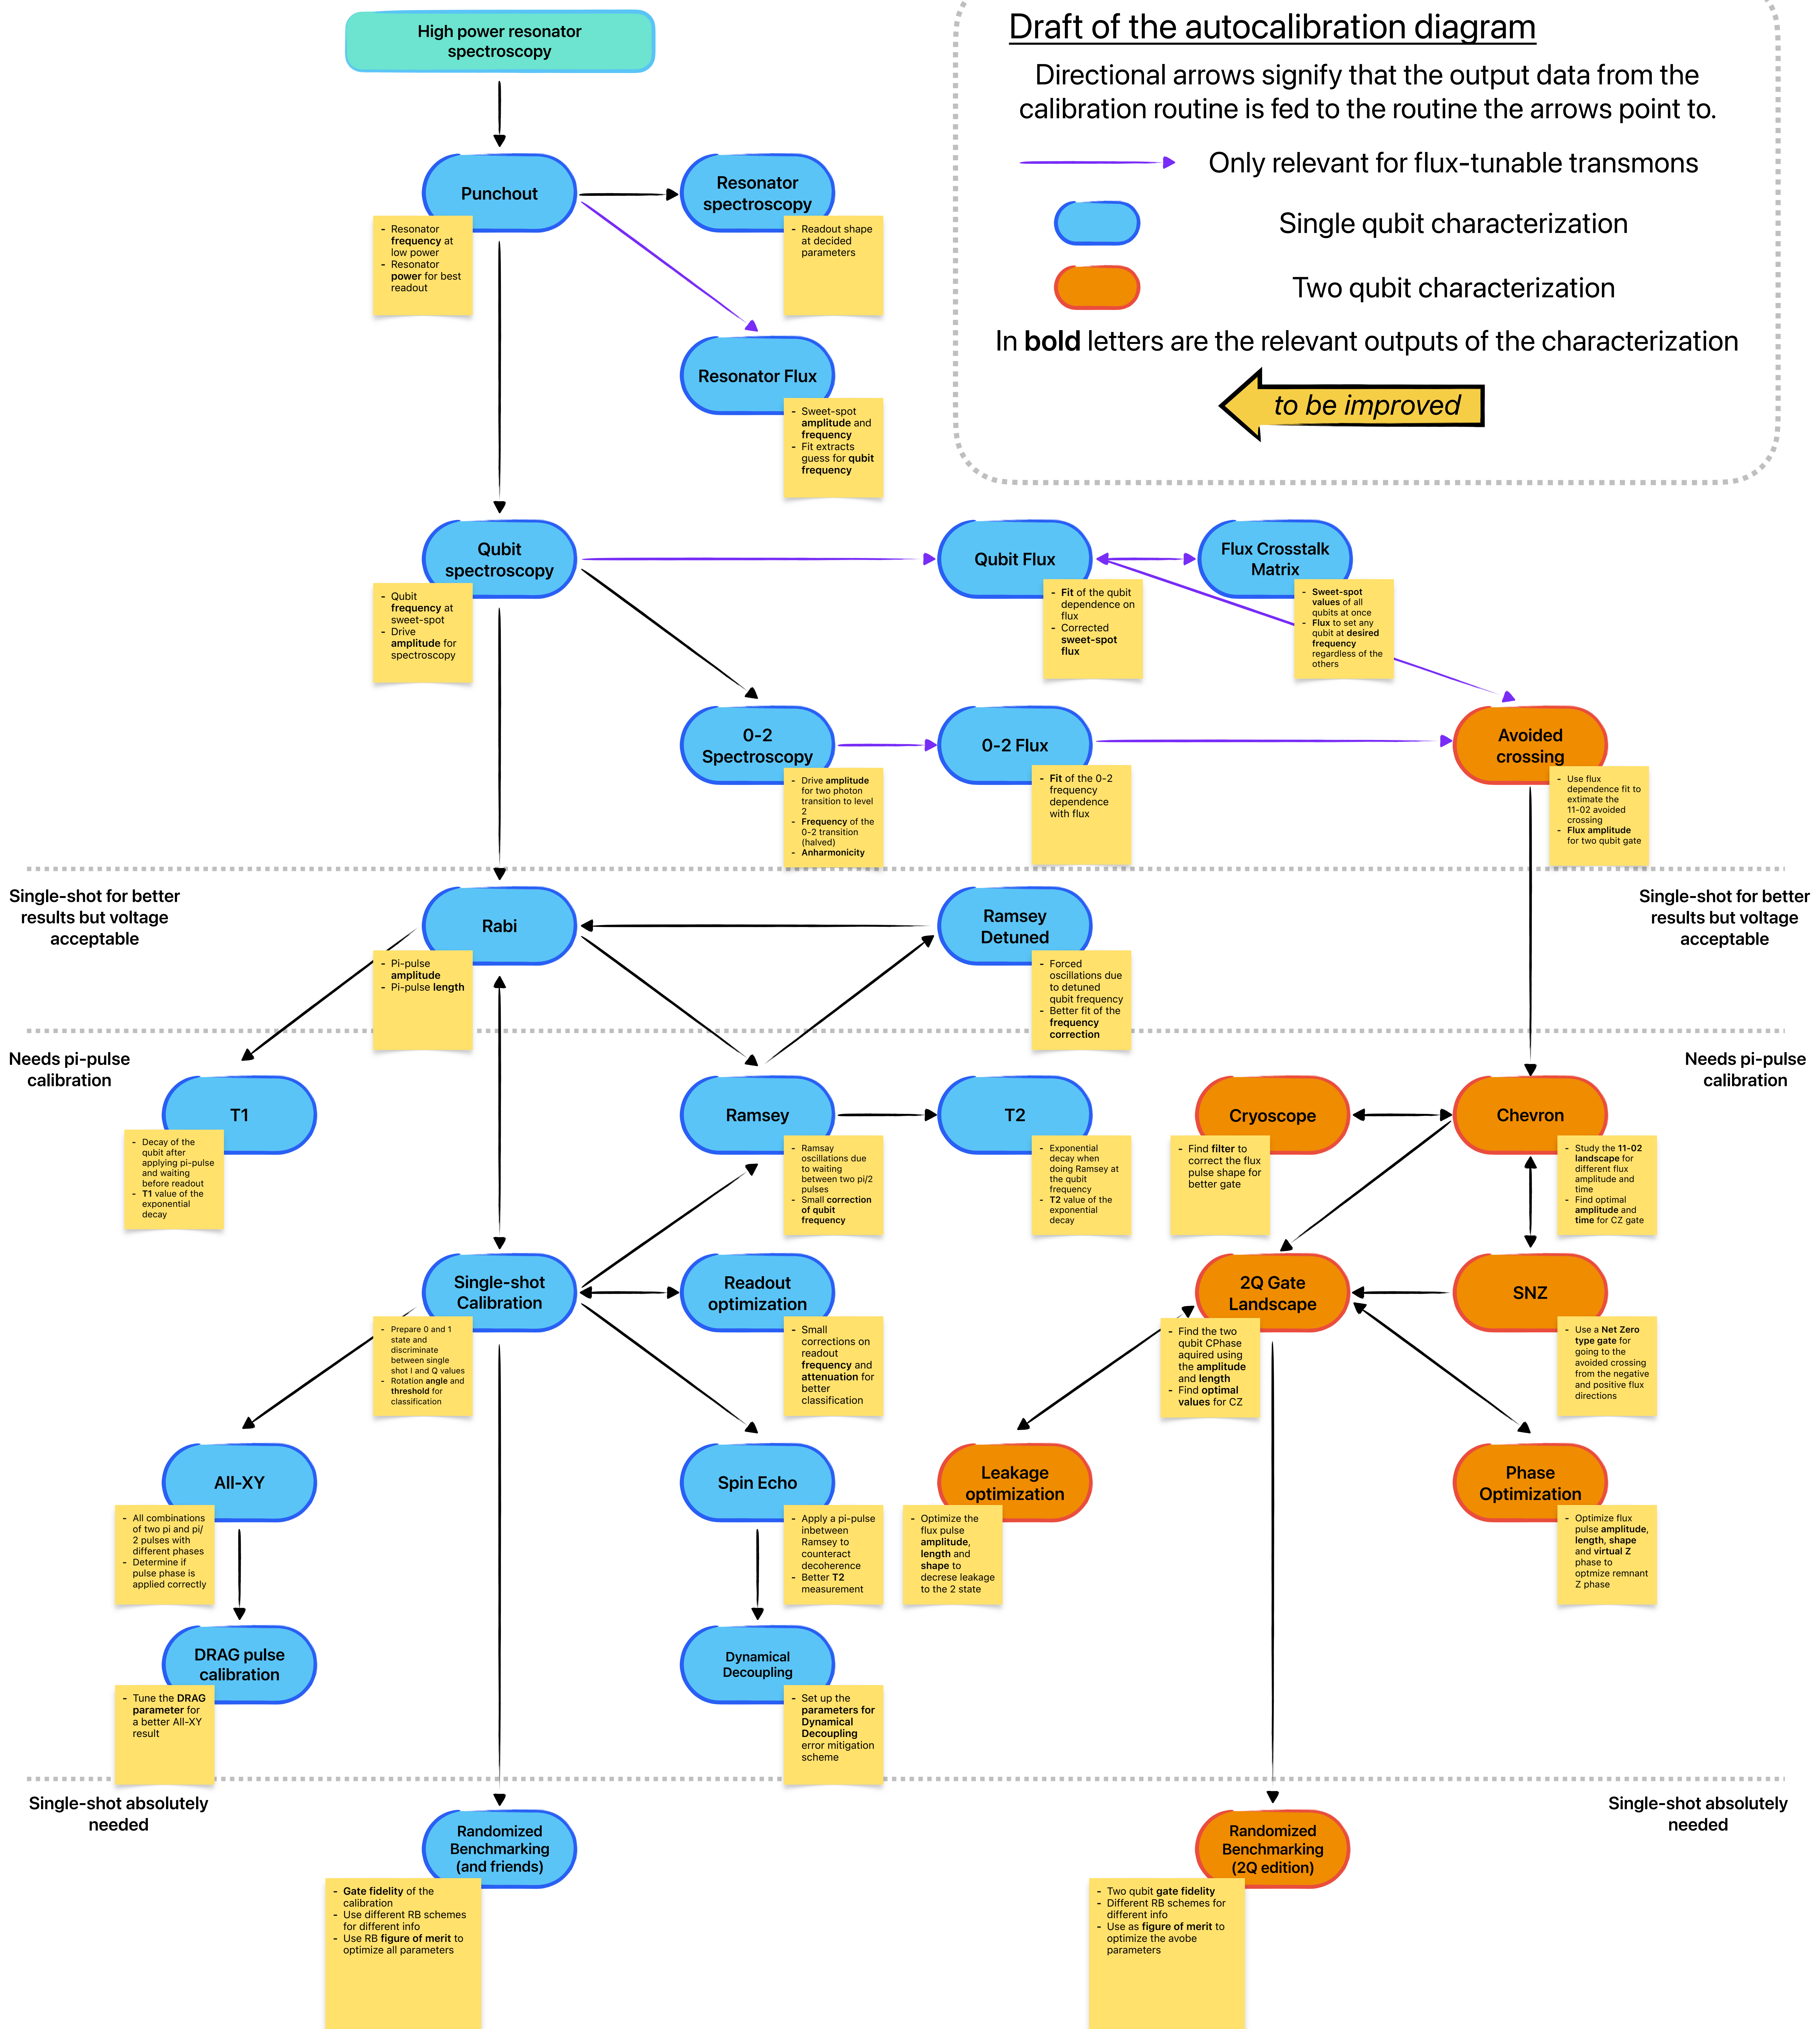 High power resonator
spectroscopy
Draft of the autocalibration diagram
Directional arrows signify that the output data from the
calibration routine is fed to the routine the arrows point to.
Only relevant for flux-tunable transmons
Single qubit characterization
Two qubit characterization
In bold letters are the relevant outputs of the characterization
to be improved
Punchout
- Resonator
frequency at
low power
- Resonator
power for best
readout
Resonator
spectroscopy
- Readout shape
at decided
parameters
Resonator Flux
- Sweet-spot
amplitude and
frequency
- Fit extracts
guess for qubit
frequency
Qubit
spectroscopy
- Qubit
frequency at
sweet-spot
- Drive
amplitude for
spectroscopy
Qubit Flux
- Fit of the qubit
dependence on
flux
- Corrected
sweet-spot
flux
Flux Crosstalk
Matrix
- Sweet-spot
values of all
qubits at once
- Flux to set any
qubit at desired
frequency
regardless of the
others
0-2
Spectroscopy
- Drive amplitude
for two photon
transition to level
2
- Frequency of the
0-2 transition
(halved)
- Anharmonicity
0-2 Flux
- Fit of the 0-2
frequency
dependence
with flux
Avoided
crossing
- Use flux
dependence fit to
extimate the
11-02 avoided
crossing
- Flux amplitude
for two qubit gate
Single-shot for better
results but voltage
acceptable
Single-shot for better
results but voltage
acceptable
Rabi
- Pi-pulse
amplitude
- Pi-pulse length
Ramsey
Detuned
- Forced
oscillations due
to detuned
qubit frequency
- Better fit of the
frequency
correction
Needs pi-pulse
calibration
Needs pi-pulse
calibration
T1
- Decay of the
qubit after
applying pi-pulse
and waiting
before readout
- T1 value of the
exponential
decay
Ramsey
- Ramsay
oscillations due
to waiting
between two pi/2
pulses
- Small correction
of qubit
frequency
T2
- Exponential
decay when
doing Ramsey at
the qubit
frequency
- T2 value of the
exponential
decay
Cryoscope
- Find filter to
correct the flux
pulse shape for
better gate
Chevron
- Study the 11-02
landscape for
different flux
amplitude and
time
- Find optimal
amplitude and
time for CZ gate
Single-shot
Calibration
- Prepare 0 and 1
state and
discriminate
between single
shot I and Q values
- Rotation angle and
threshold for
classification
Readout
optimization
- Small
corrections on
readout
frequency and
attenuation for
better
classification
2Q Gate
Landscape
- Find the two
qubit CPhase
aquired using
the amplitude
and length
- Find optimal
values for CZ
SNZ
- Use a Net Zero
type gate for
going to the
avoided crossing
from the negative
and positive flux
directions
All-XY
- All combinations
of two pi and pi/
2 pulses with
different phases
- Determine if
pulse phase is
applied correctly
Spin Echo
- Apply a pi-pulse
inbetween
Ramsey to
counteract
decoherence
- Better T2
measurement
Leakage
optimization
- Optimize the
flux pulse
amplitude,
length and
shape to
decrese leakage
to the 2 state
Phase
Optimization
- Optimize flux
pulse amplitude,
length, shape
and virtual Z
phase to
optmize remnant
Z phase
DRAG pulse
calibration
- Tune the DRAG
parameter for
a better All-XY
result
Dynamical
Decoupling
- Set up the
parameters for
Dynamical
Decoupling
error mitigation
scheme
Single-shot absolutely
needed
Single-shot absolutely
needed
Randomized
Benchmarking
(and friends)
- Gate fidelity of the
calibration
- Use different RB schemes
for different info
- Use RB figure of merit to
optimize all parameters
Randomized
Benchmarking
(2Q edition)
- Two qubit gate fidelity
- Different RB schemes for
different info
- Use as figure of merit to
optimize the avobe
parameters